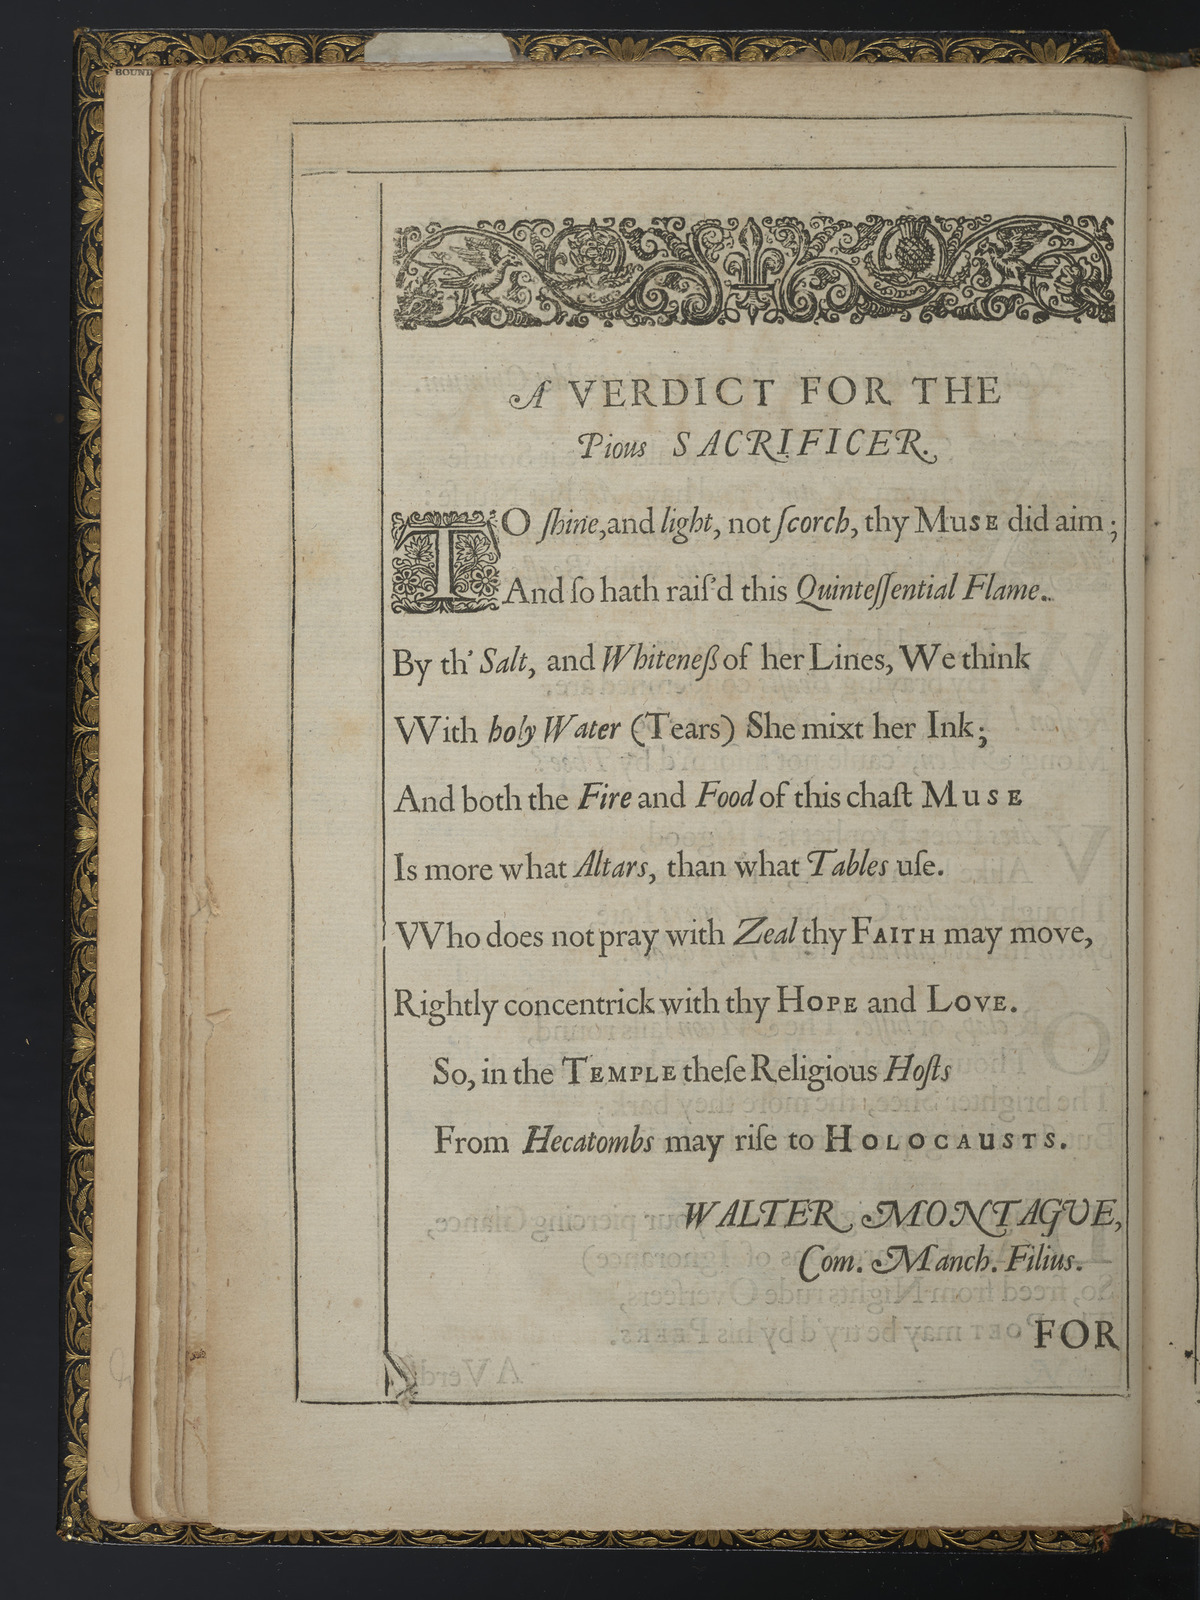 BOUND
A VERDICT FOR THE
Pious SACRIFICER.
TO ſhine, and light, not ſcorch, thy MUSE did aim;
And ſo hath raiſ'd this Quinteſſential Flame.
By th' Salt, and Whiteneß of her Lines, We think
With holy Water (Tears) She mixt her Ink;
And both the Fire and Food of this chaſt MUSE
Is more what Altars, than what Tables uſe.
Who does not pray with Zeal thy FAITH may move,
Rightly concentrick with thy HOPE and LOVE.
So, in the TEMPLE theſe Religious Hoſts
From Hecatombs may riſe to HOLOCAUSTS.
WALTER MONTAGUE,
Com. Manch. Filius.
FOR